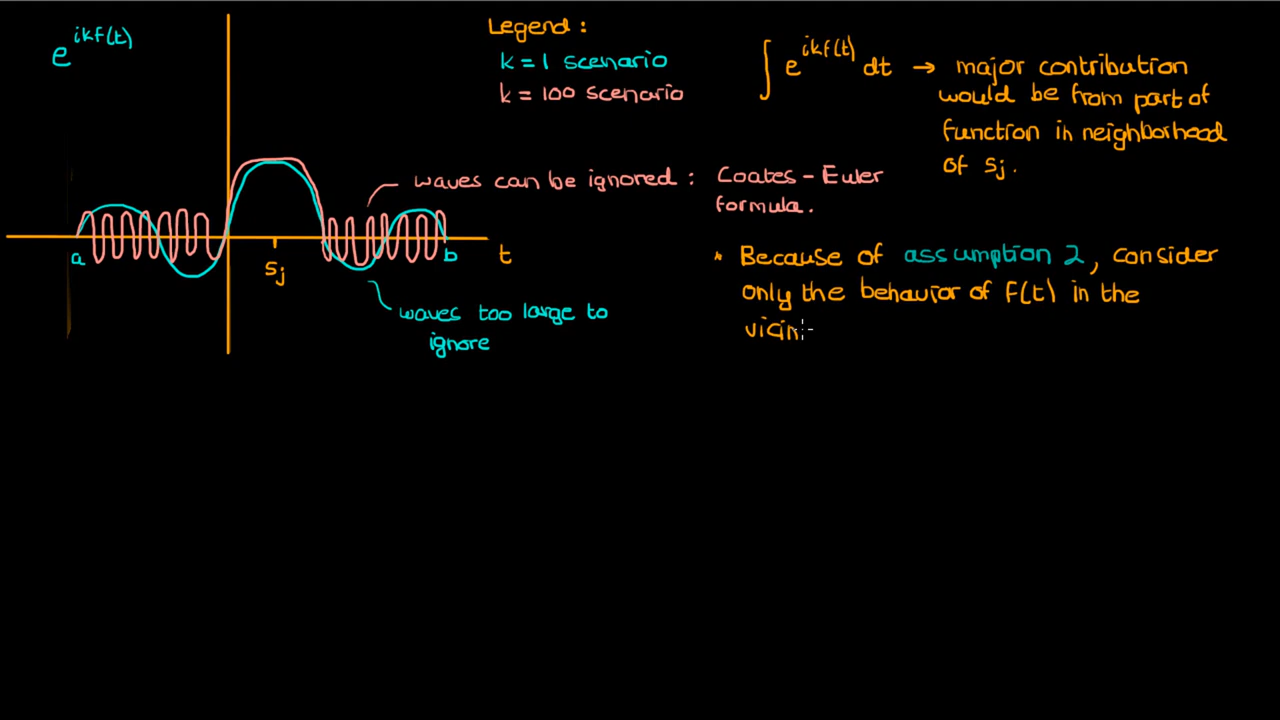 e^{ikf(t)}
Legend :
k = 1 scenario
k = 100 scenario
∫ e^{ikf(t)} dt → major contribution
would be from part of
function in neighborhood
of Sj.
waves can be ignored : Coates - Euler
formula.
a
Sj
b
t
waves too large to
ignore
* Because of assumption 2, consider
only the behavior of f(t) in the
vicin